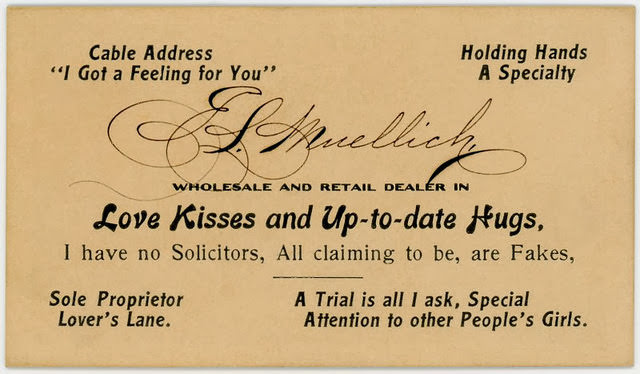 Cable Address
"I Got a Feeling for You"
Holding Hands
A Specialty
E. S. Muellich,
WHOLESALE AND RETAIL DEALER IN
Love Kisses and Up-to-date Hugs,
I have no Solicitors, All claiming to be, are Fakes,
Sole Proprietor
Lover's Lane.
A Trial is all I ask, Special
Attention to other People's Girls.